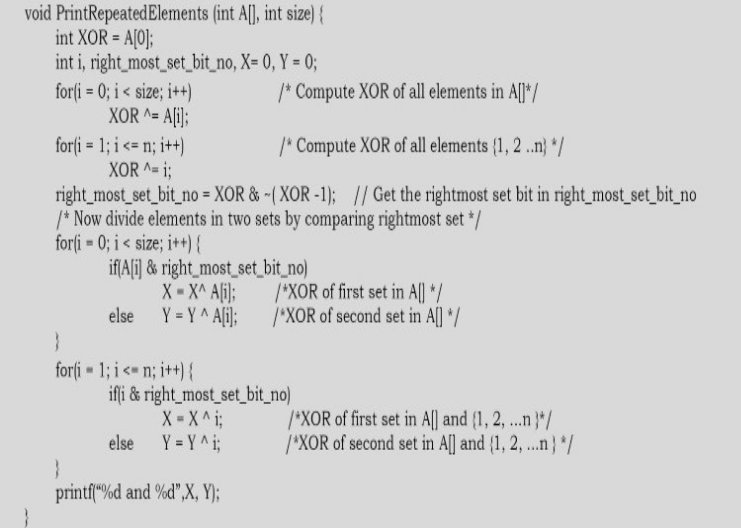 void PrintRepeatedElements (int A[], int size) {
int XOR = A[0];
int i, right_most_set_bit_no, X= 0, Y = 0;
for(i = 0; i < size; i++) /* Compute XOR of all elements in A[]*/
XOR ^= A[i];
for(i = 1; i <= n; i++) /* Compute XOR of all elements {1, 2 ..n} */
XOR ^= i;
right_most_set_bit_no = XOR & ~( XOR -1); // Get the rightmost set bit in right_most_set_bit_no
/* Now divide elements in two sets by comparing rightmost set */
for(i = 0; i < size; i++) {
if(A[i] & right_most_set_bit_no)
X = X^ A[i]; /*XOR of first set in A[] */
else Y = Y ^ A[i]; /*XOR of second set in A[] */
}
for(i = 1; i <= n; i++) {
if(i & right_most_set_bit_no)
X = X ^ i; /*XOR of first set in A[] and {1, 2, ...n }*/
else Y = Y ^ i; /*XOR of second set in A[] and {1, 2, ...n } */
}
printf(“%d and %d”,X, Y);
}